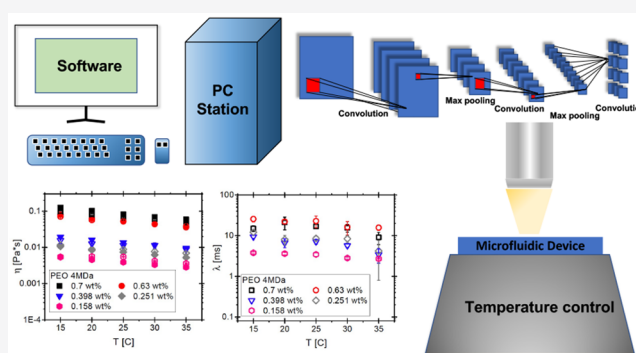 Software
PC
Station
Convolution
Max pooling
Convolution
Max pooling
Convolution
Microfluidic Device
Temperature control
η [Pa*s]
0.1
0.01
0.001
1E-4
PEO 4MDa
0.7 wt% 0.63 wt%
0.398 wt% 0.251 wt%
0.158 wt%
15 20 25 30 35
T [C]
λ [ms]
100
10
1
0.1
PEO 4MDa
0.7 wt% 0.63 wt%
0.398 wt% 0.251 wt%
0.158 wt%
15 20 25 30 35
T [C]